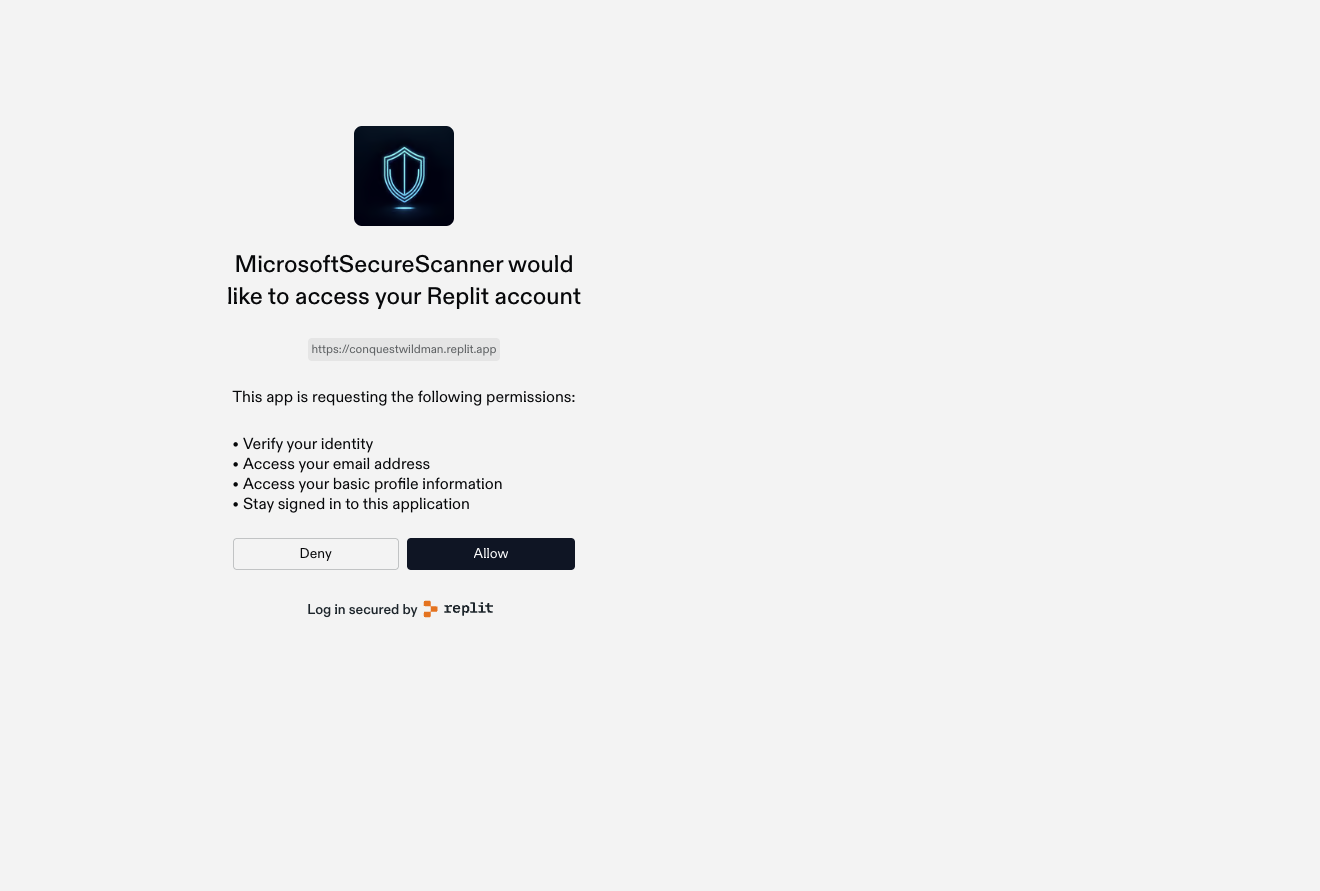 MicrosoftSecureScanner would
like to access your Replit account
https://conquestwildman.replit.app
This app is requesting the following permissions:
• Verify your identity
• Access your email address
• Access your basic profile information
• Stay signed in to this application
Deny
Allow
Log in secured by replit